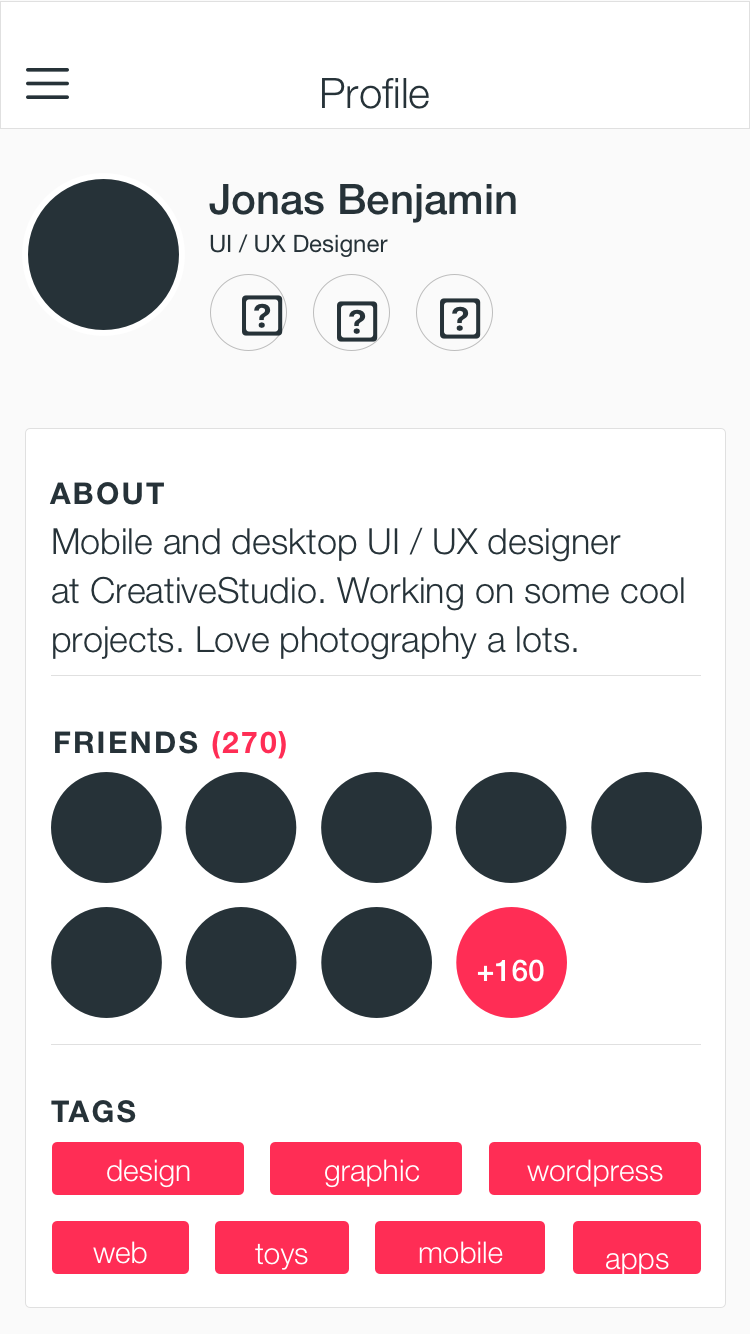 Profile
Jonas Benjamin
UI / UX Designer
? ? ?
ABOUT
Mobile and desktop UI / UX designer
at CreativeStudio. Working on some cool
projects. Love photography a lots.
FRIENDS (270)
+160
TAGS
design graphic wordpress
web toys mobile apps